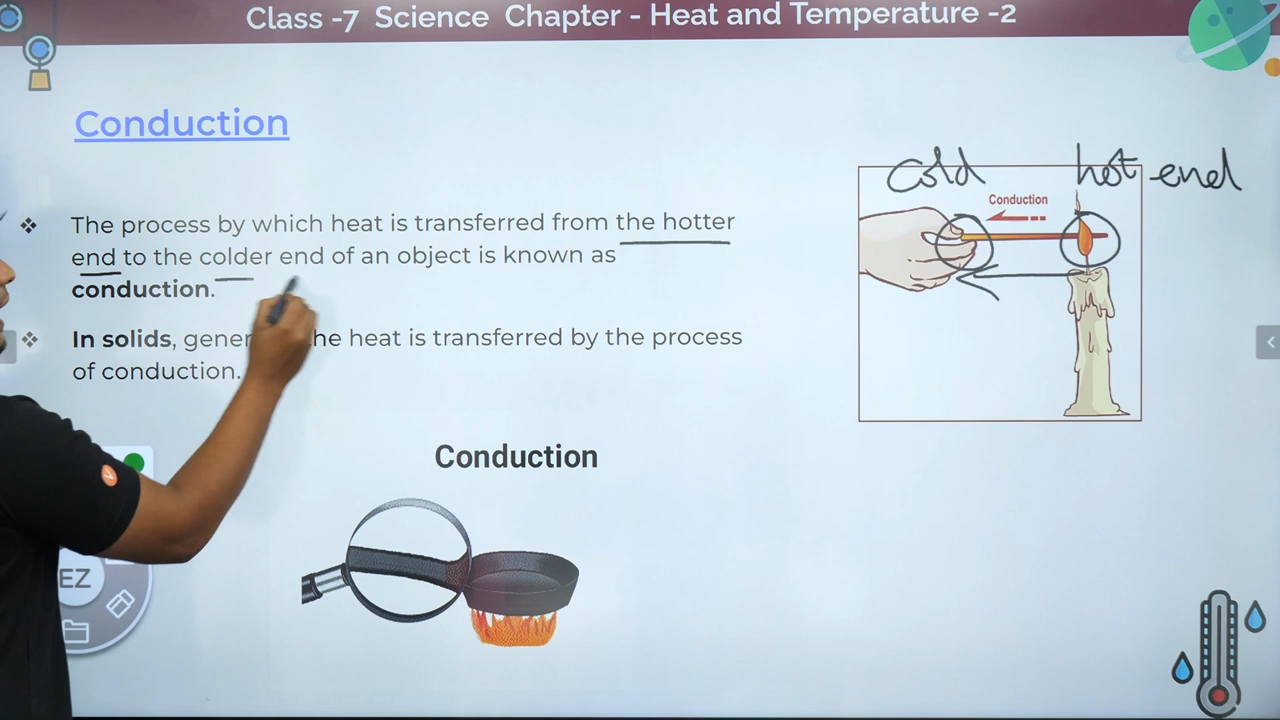 Class -7 Science Chapter - Heat and Temperature -2
Conduction
cold hot end
Conduction
The process by which heat is transferred from the hotter
end to the colder end of an object is known as
conduction.
In solids, gener he heat is transferred by the process
of conduction.
Conduction
EZ